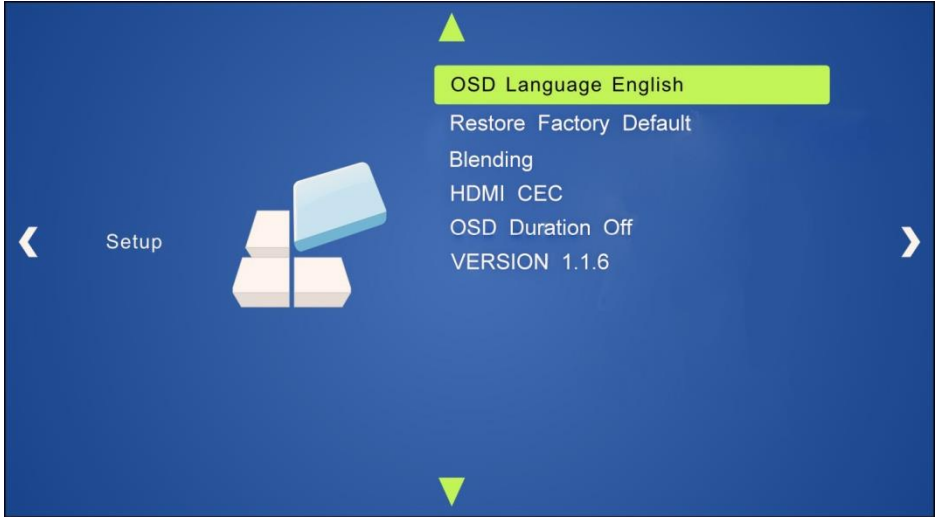 OSD Language English
Restore Factory Default
Blending
HDMI CEC
Setup
OSD Duration Off
VERSION 1.1.6